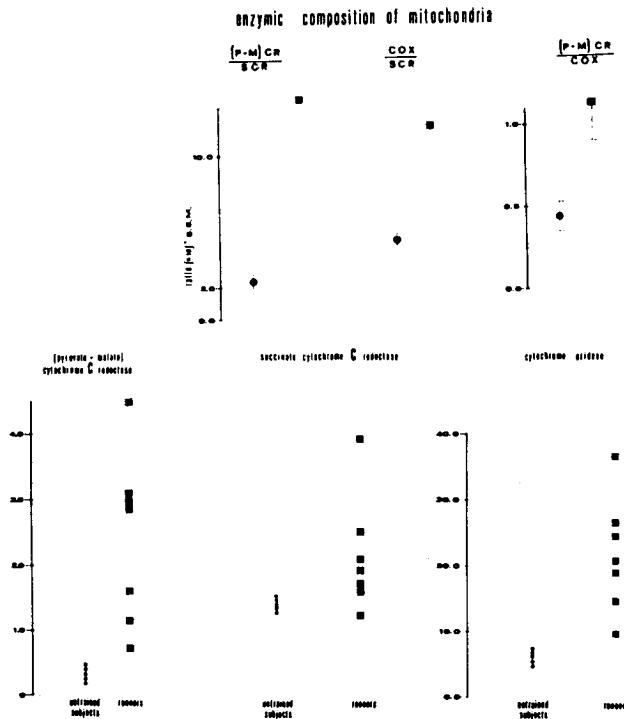 enzymic composition of mitochondria
(P-M) CR COX (P-M) CR
SCR SCR COX
10.0
1.0
0.5
0.0
0.0
(pyruvate - malate)
cytochrome C reductase
succinate cytochrome C reductase
cytochrome oxidase
4.0
3.0
2.0
1.0
0
40.0
30.0
20.0
10.0
0.0
untrained
subjects
runners
untrained
subjects
runners
untrained
subjects